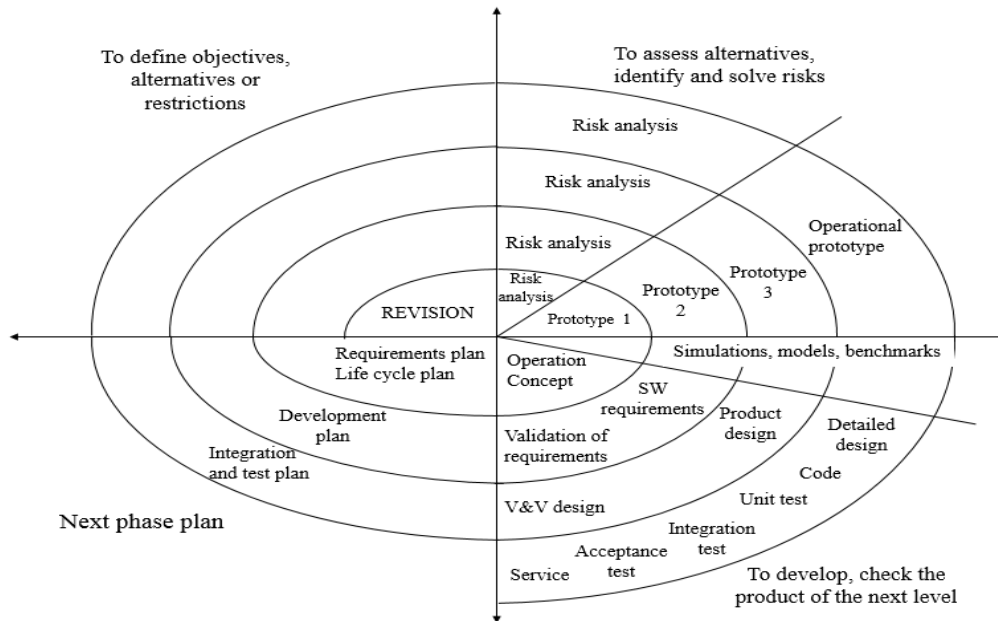 To define objectives,
alternatives or
restrictions
To assess alternatives,
identify and solve risks
Risk analysis
Risk analysis
Operational
prototype
Risk analysis
Prototype
3
Risk
analysis
Prototype
2
REVISION
Prototype 1
Requirements plan
Life cycle plan
Operation
Concept
Simulations, models, benchmarks
SW
requirements
Development
plan
Product
design
Detailed
design
Validation of
requirements
Integration
and test plan
Code
Unit test
V&V design
Next phase plan
Integration
test
Acceptance
test
Service
To develop, check the
product of the next level